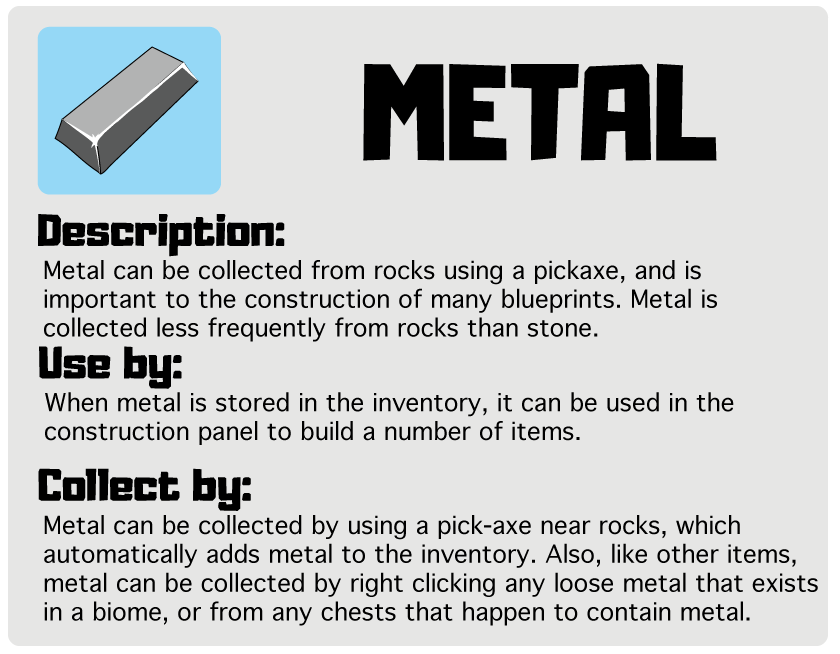 METAL
Description:
Metal can be collected from rocks using a pickaxe, and is
important to the construction of many blueprints. Metal is
collected less frequently from rocks than stone.
Use by:
When metal is stored in the inventory, it can be used in the
construction panel to build a number of items.
Collect by:
Metal can be collected by using a pick-axe near rocks, which
automatically adds metal to the inventory. Also, like other items,
metal can be collected by right clicking any loose metal that exists
in a biome, or from any chests that happen to contain metal.